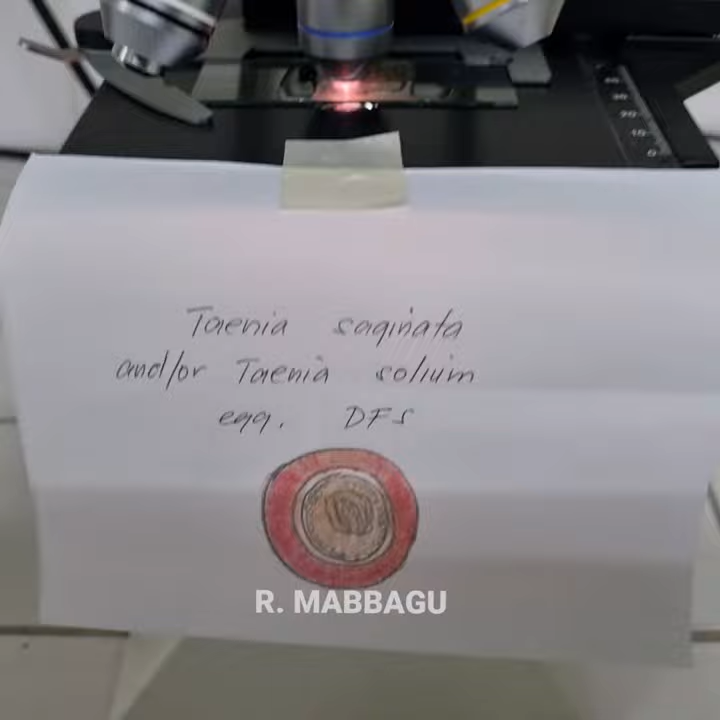 Taenia saginata
and/or Taenia solium
egg. DFS
R. MABBAGU